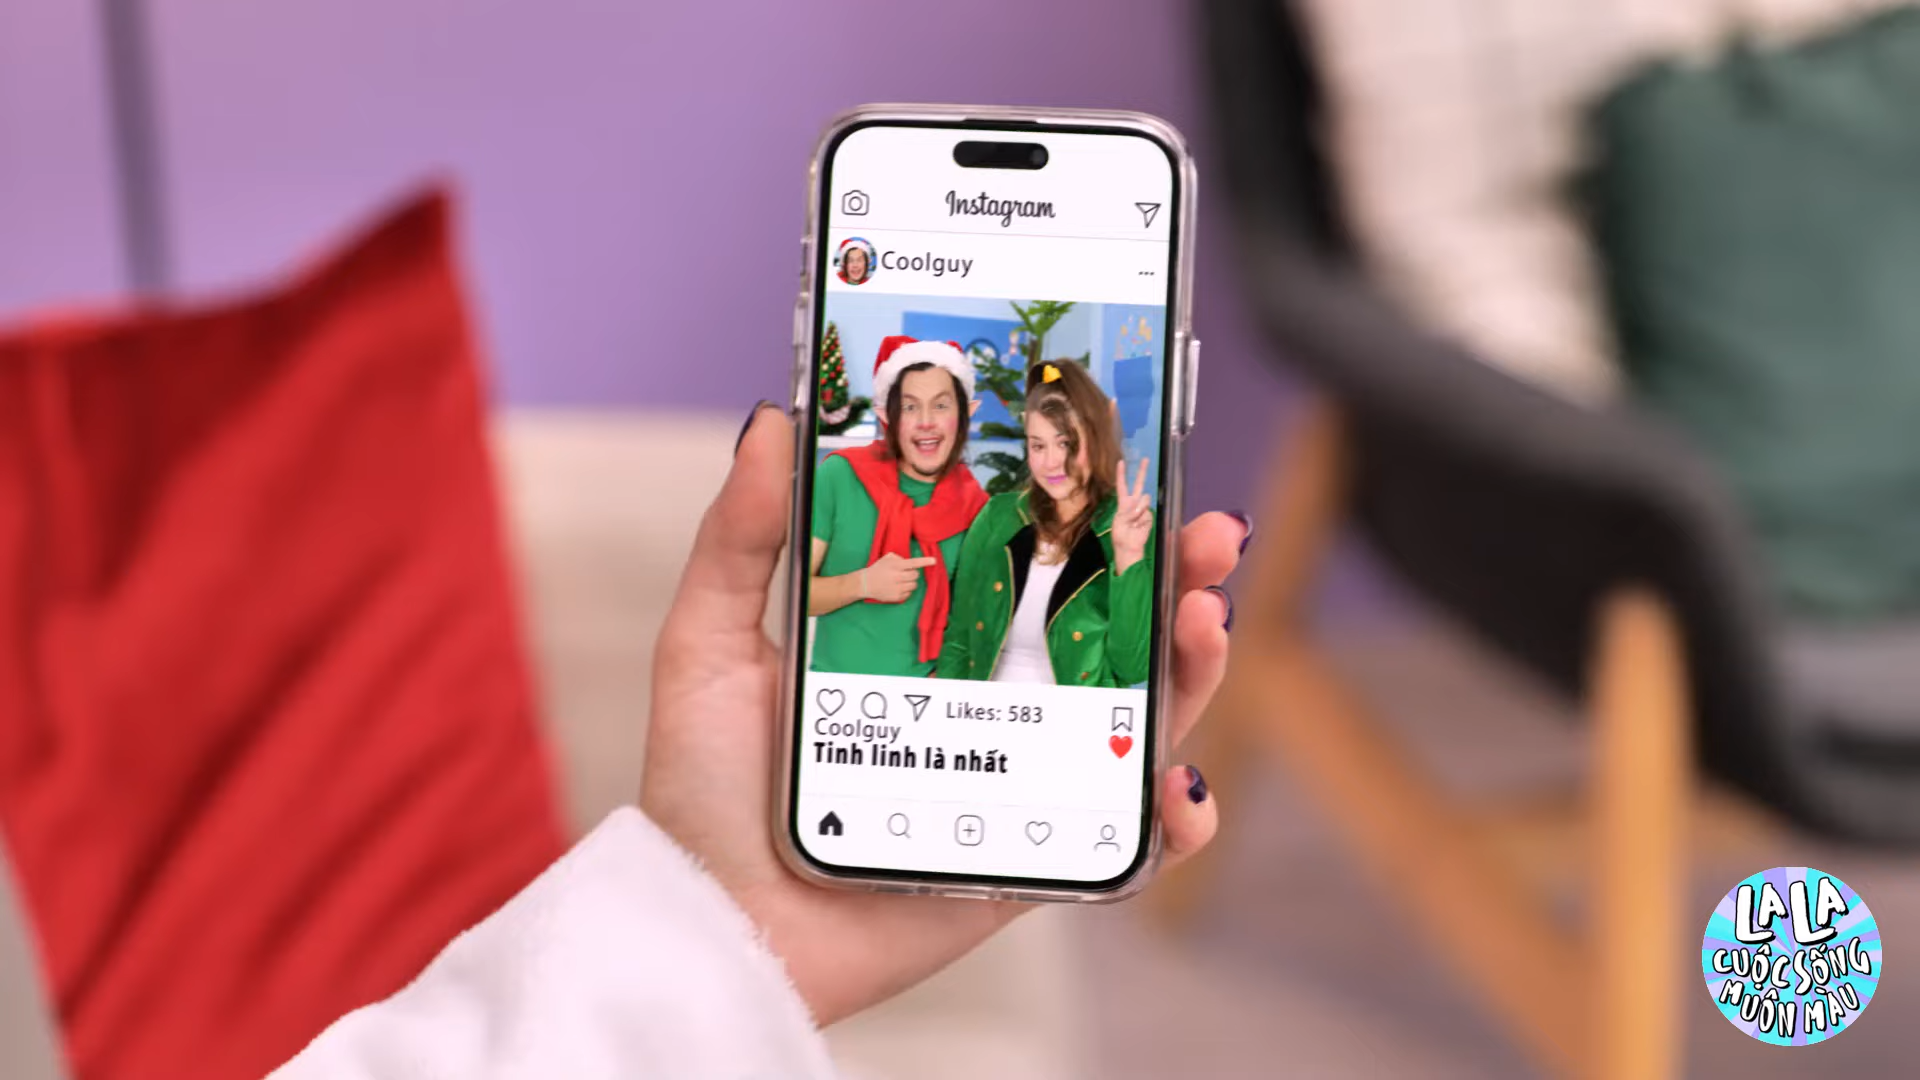 Instagram
Coolguy
...
Likes: 583
Coolguy
Tinh linh là nhất
LA LA
CUỘC SỐNG
MUÔN MÀU